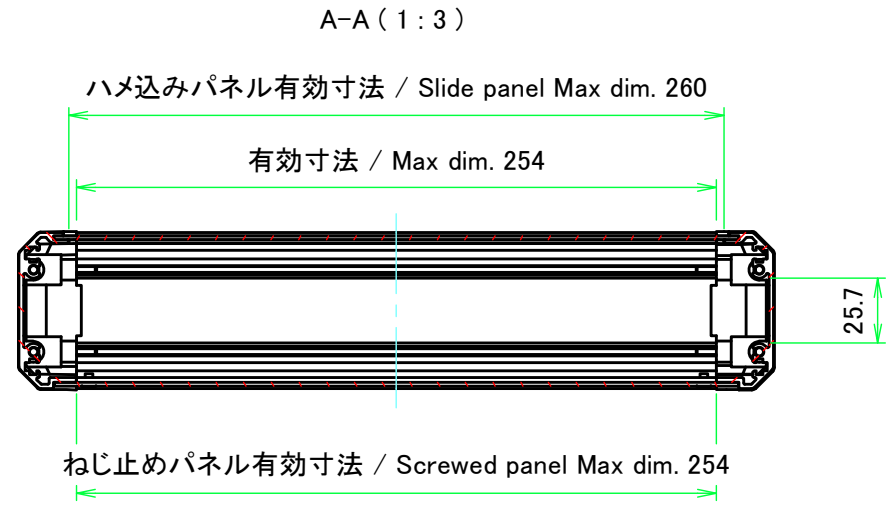 A-A ( 1 : 3 )
ハメ込みパネル有効寸法 / Slide panel Max dim. 260
有効寸法 / Max dim. 254
25.7
ねじ止めパネル有効寸法 / Screwed panel Max dim. 254